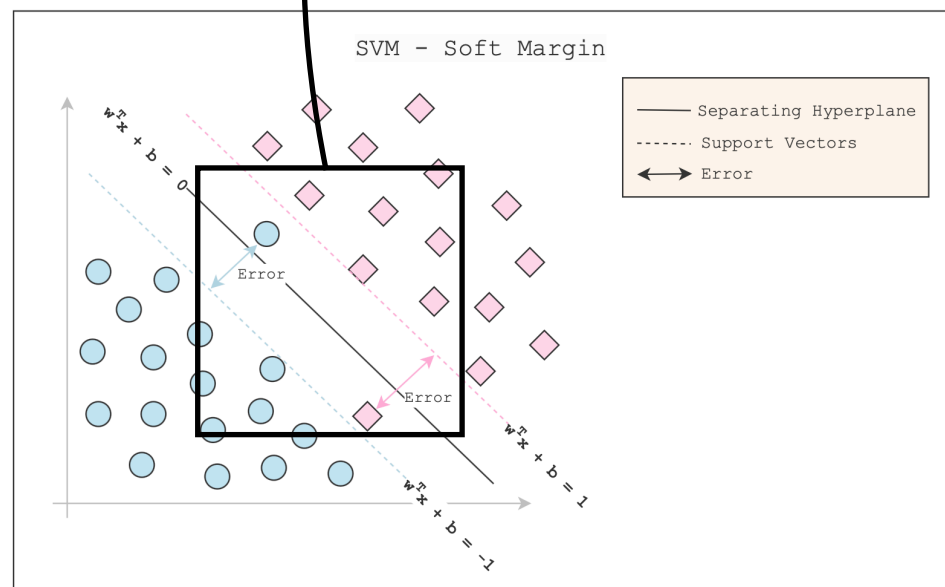 SVM - Soft Margin
Separating Hyperplane
Support Vectors
Error
wᵀx + b = 0
Error
Error
wᵀx + b = 1
wᵀx + b = -1